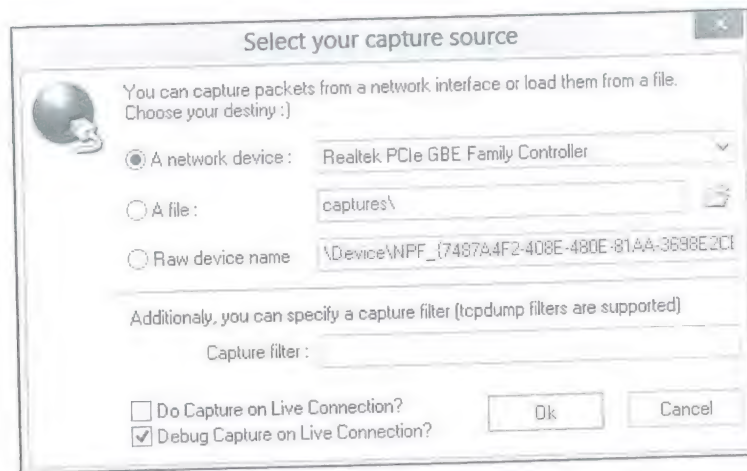 Select your capture source
You can capture packets from a network interface or load them from a file.
Choose your destiny :)
A network device :
Realtek PCIe GBE Family Controller
A file :
captures\
Raw device name
\Device\NPF_{7487A4F2-408E-480E-81AA-3698E2CE
Additionaly, you can specify a capture filter (tcpdump filters are supported)
Capture filter :
Do Capture on Live Connection?
Debug Capture on Live Connection?
Ok
Cancel